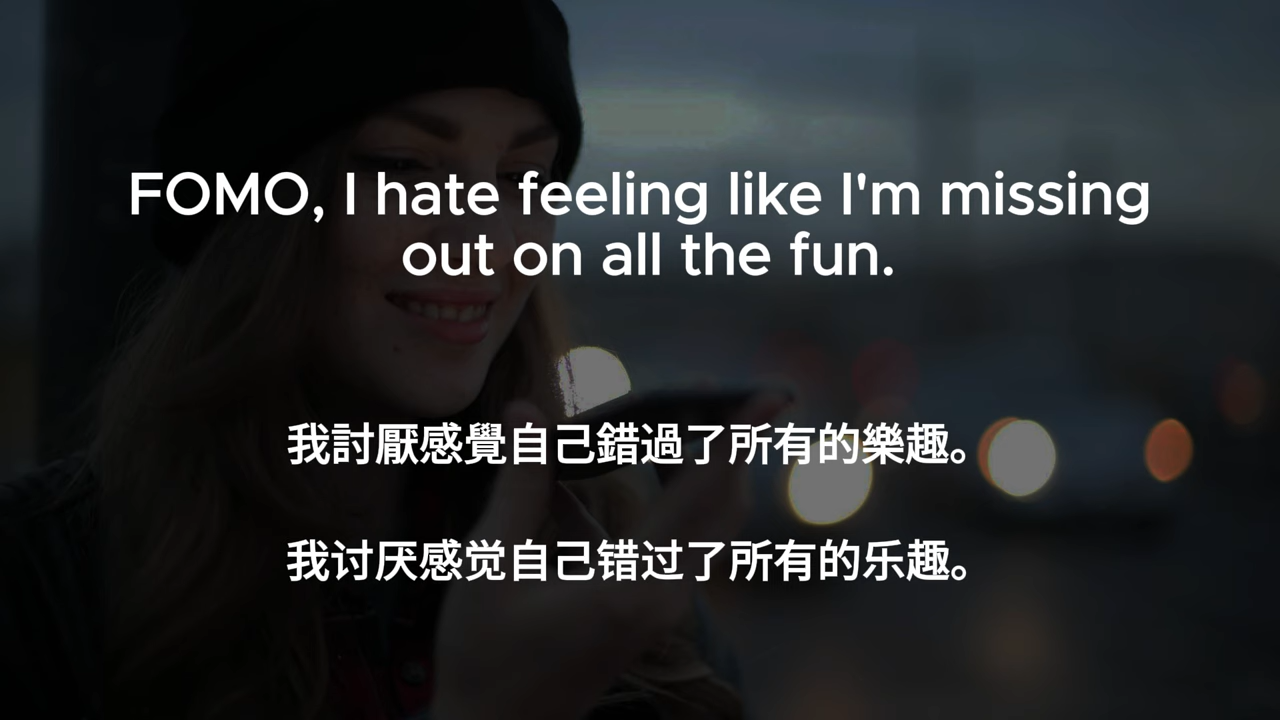 FOMO, I hate feeling like I'm missing
out on all the fun.
我討厭感覺自己錯過了所有的樂趣。
我讨厌感觉自己错过了所有的乐趣。